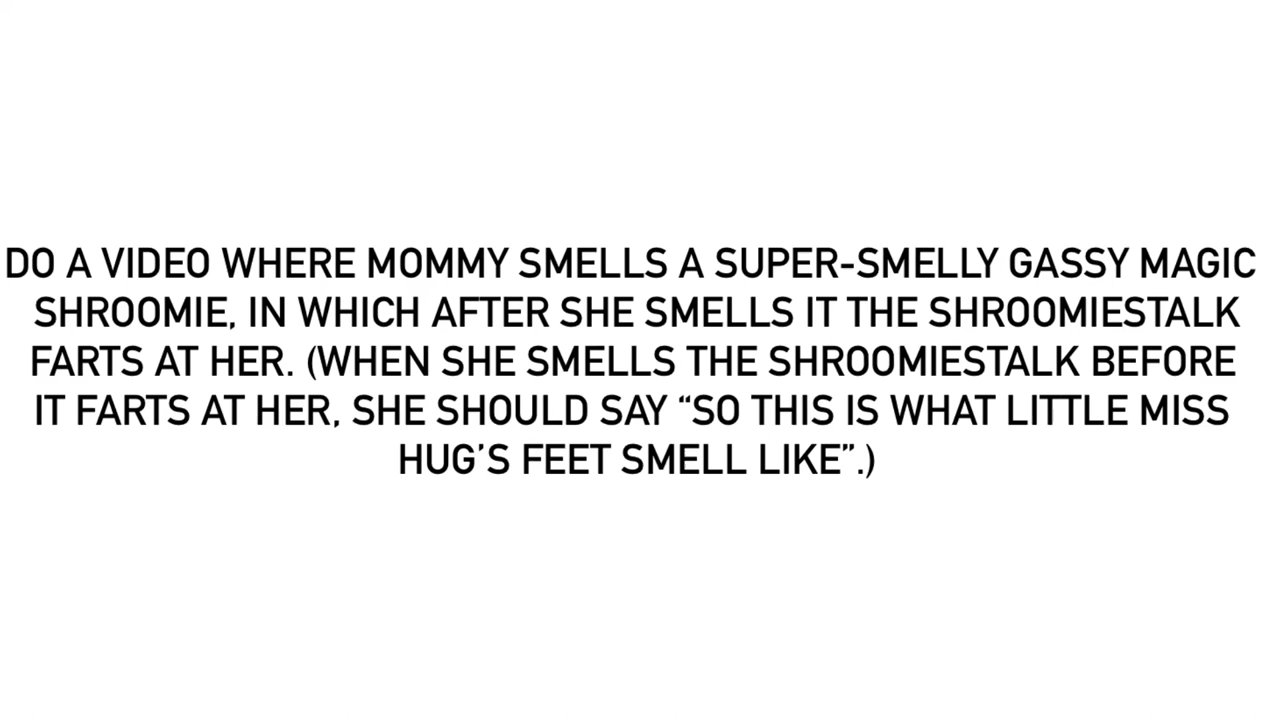 DO A VIDEO WHERE MOMMY SMELLS A SUPER-SMELLY GASSY MAGIC
SHROOMIE, IN WHICH AFTER SHE SMELLS IT THE SHROOMIESTALK
FARTS AT HER. (WHEN SHE SMELLS THE SHROOMIESTALK BEFORE
IT FARTS AT HER, SHE SHOULD SAY “SO THIS IS WHAT LITTLE MISS
HUG’S FEET SMELL LIKE”.)